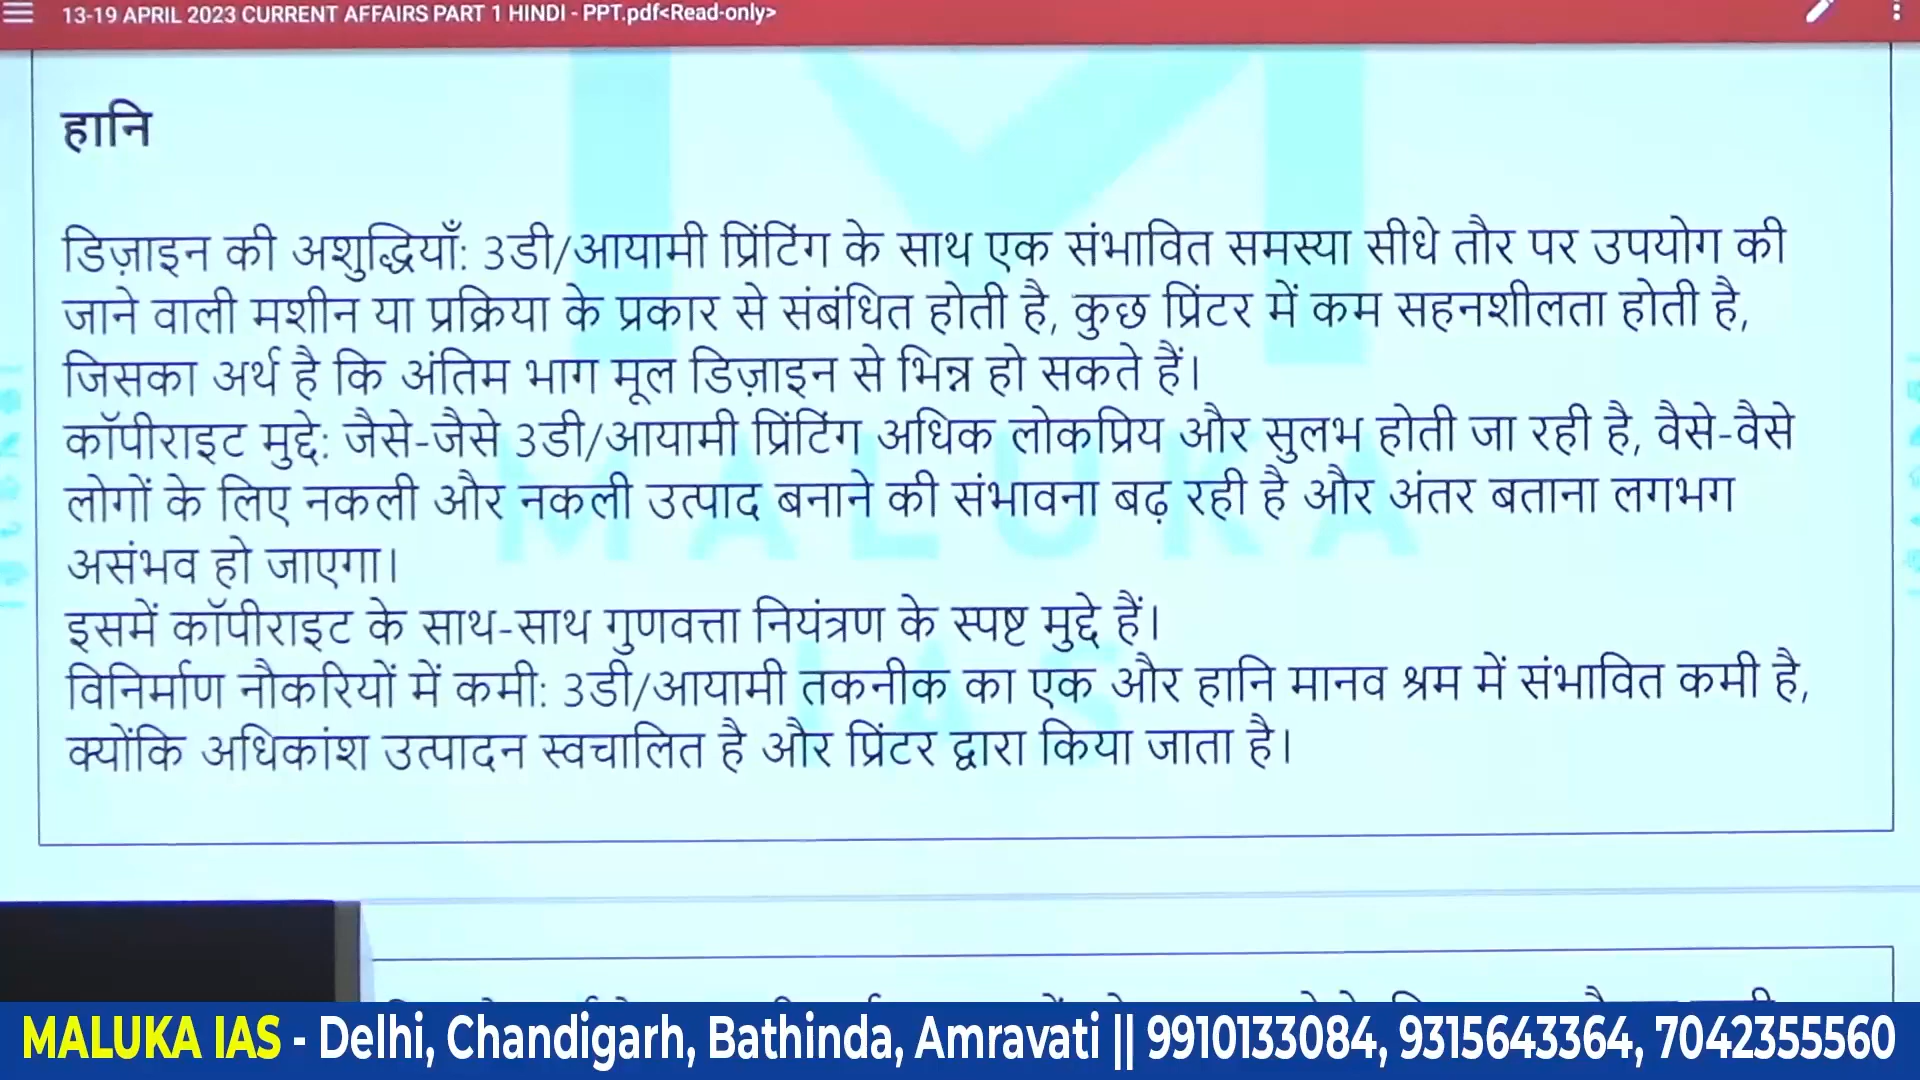 13-19 APRIL 2023 CURRENT AFFAIRS PART 1 HINDI - PPT.pdf<Read-only>
हानि
डिज़ाइन की अशुद्धियाँ: 3डी/आयामी प्रिंटिंग के साथ एक संभावित समस्या सीधे तौर पर उपयोग की
जाने वाली मशीन या प्रक्रिया के प्रकार से संबंधित होती है, कुछ प्रिंटर में कम सहनशीलता होती है,
जिसका अर्थ है कि अंतिम भाग मूल डिज़ाइन से भिन्न हो सकते हैं।
कॉपीराइट मुद्दे: जैसे-जैसे 3डी/आयामी प्रिंटिंग अधिक लोकप्रिय और सुलभ होती जा रही है, वैसे-वैसे
लोगों के लिए नकली और नकली उत्पाद बनाने की संभावना बढ़ रही है और अंतर बताना लगभग
असंभव हो जाएगा।
इसमें कॉपीराइट के साथ-साथ गुणवत्ता नियंत्रण के स्पष्ट मुद्दे हैं।
विनिर्माण नौकरियों में कमी: 3डी/आयामी तकनीक का एक और हानि मानव श्रम में संभावित कमी है,
क्योंकि अधिकांश उत्पादन स्वचालित है और प्रिंटर द्वारा किया जाता है।
MALUKA
IAS
MALUKA IAS - Delhi, Chandigarh, Bathinda, Amravati || 9910133084, 9315643364, 7042355560